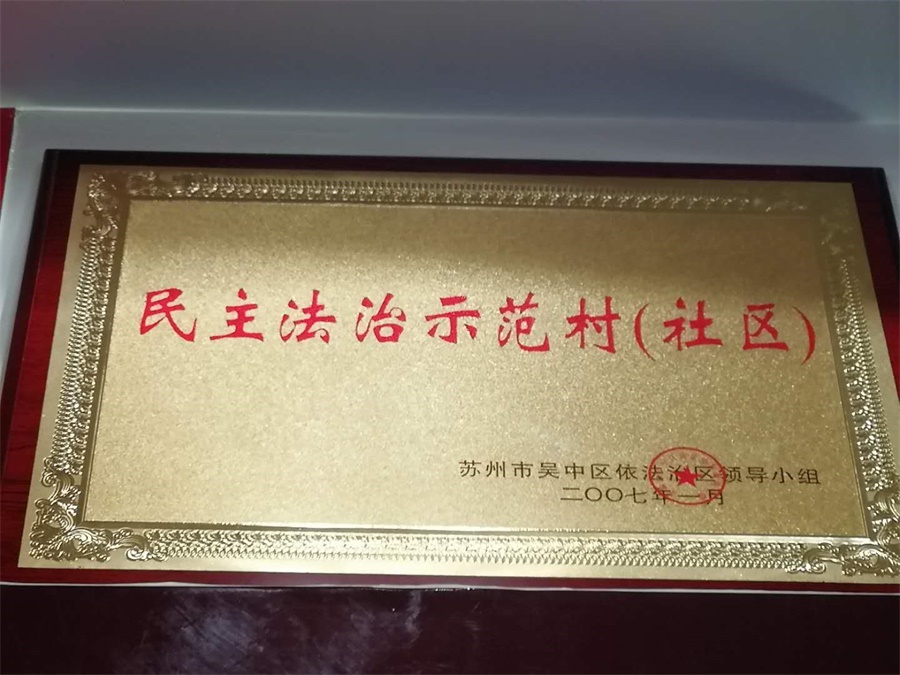 民主法治示范村(社区)
苏州市吴中区依法治区领导小组
二〇〇七年一月